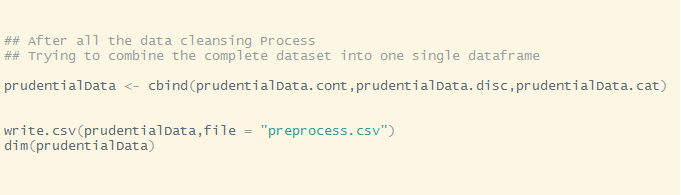 ## After all the data cleansing Process
## Trying to combine the complete dataset into one single dataframe
prudentialData <- cbind(prudentialData.cont,prudentialData.disc,prudentialData.cat)
write.csv(prudentialData,file = "preprocess.csv")
dim(prudentialData)